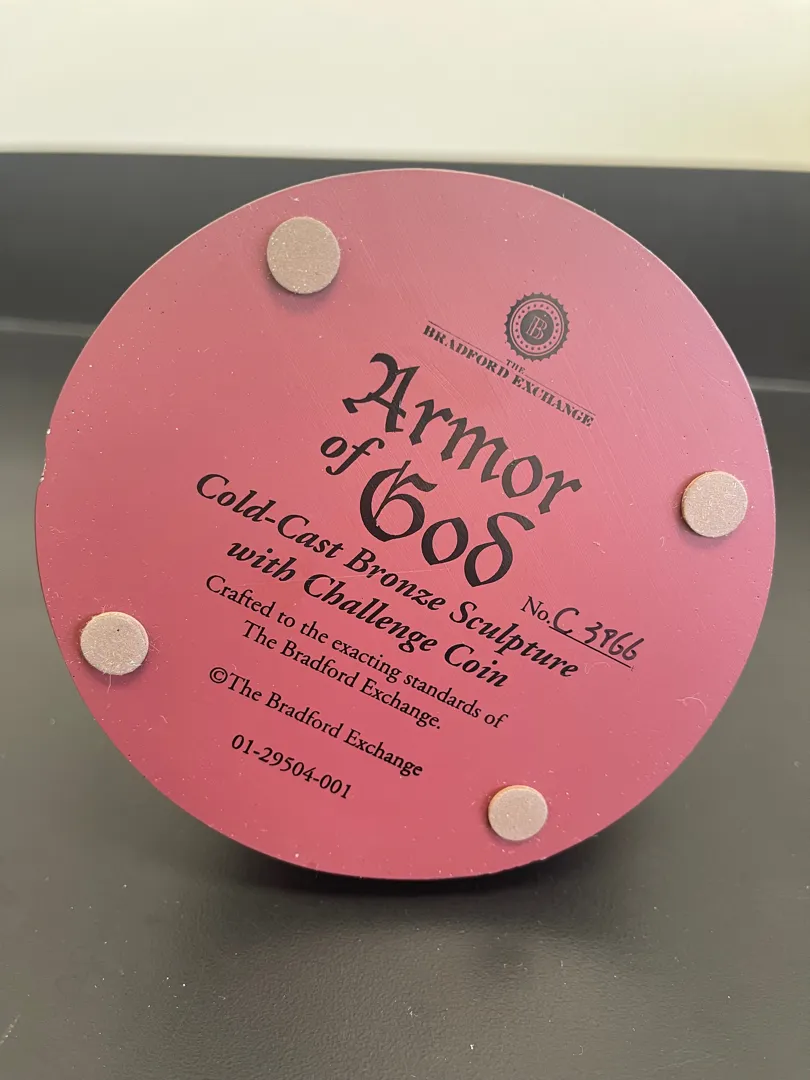 B
THE
BRADFORD EXCHANGE
Armor
of God
Cold-Cast Bronze Sculpture
with Challenge Coin
No. C 3966
Crafted to the exacting standards of
The Bradford Exchange.
©The Bradford Exchange
01-29504-001